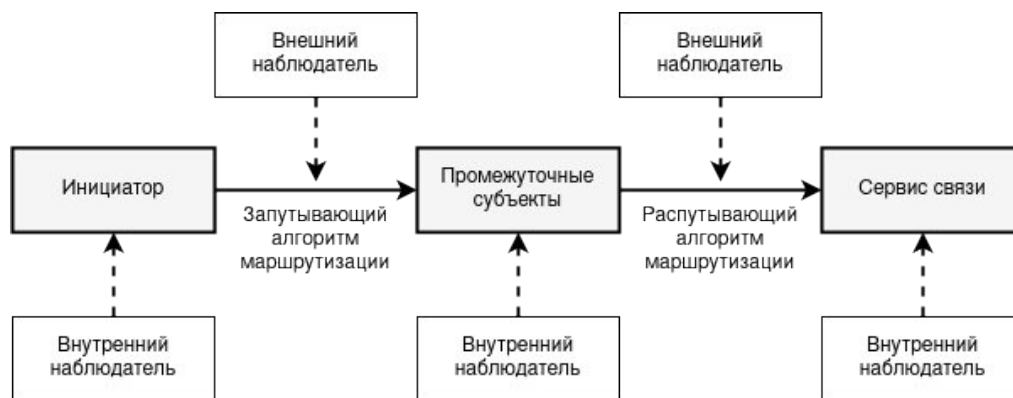 Внешний
наблюдатель
Внешний
наблюдатель
Инициатор
Промежуточные
субъекты
Сервис связи
Запутывающий
алгоритм
маршрутизации
Распутывающий
алгоритм
маршрутизации
Внутренний
наблюдатель
Внутренний
наблюдатель
Внутренний
наблюдатель